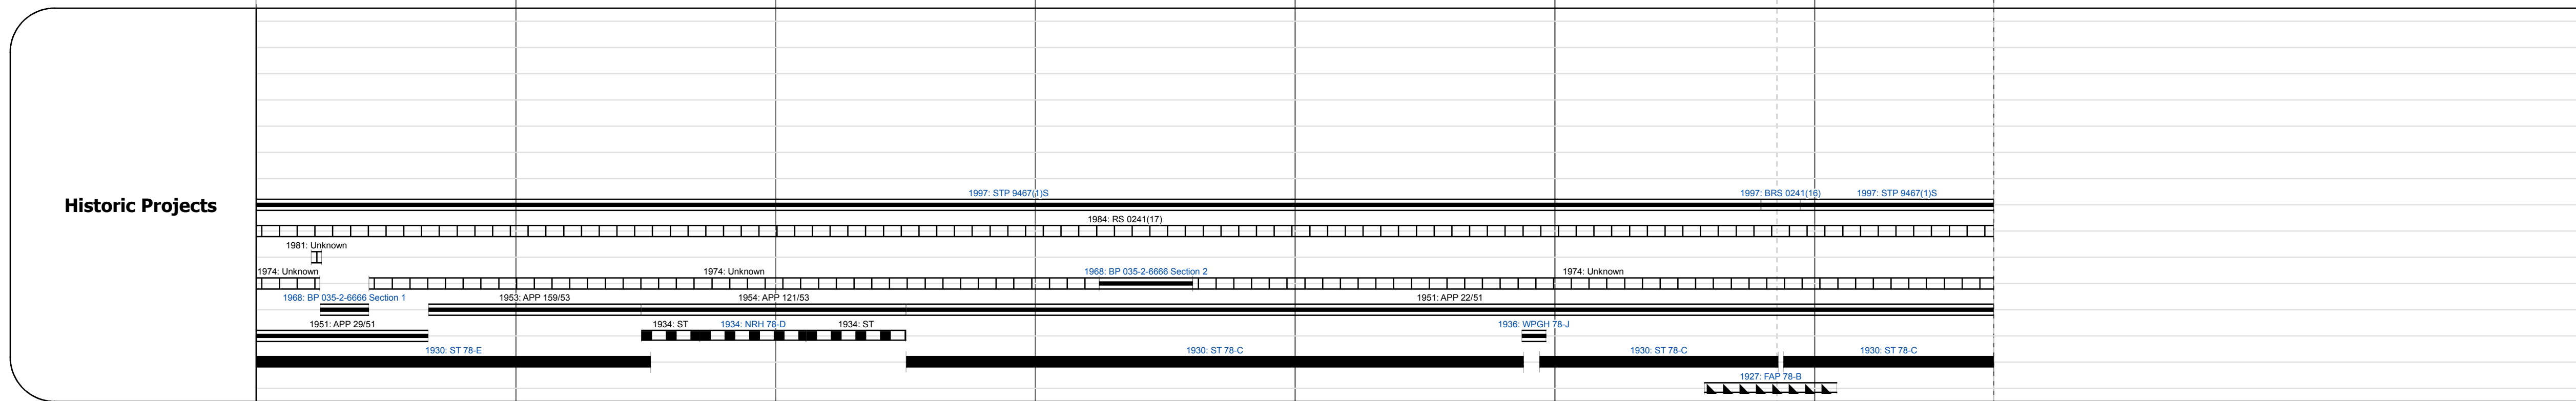 1997: STP 9467(1)S
1997: BRS 0241(16)
1997: STP 9467(1)S
Historic Projects
1984: RS 0241(17)
1981: Unknown
1974: Unknown
1974: Unknown
1968: BP 035-2-6666 Section 2
1974: Unknown
1968: BP 035-2-6666 Section 1
1953: APP 159/53
1954: APP 121/53
1951: APP 22/51
1951: APP 29/51
1934: ST
1934: NRH 78-D
1934: ST
1936: WPGH 78-J
1930: ST 78-E
1930: ST 78-C
1930: ST 78-C
1930: ST 78-C
1927: FAP 78-B